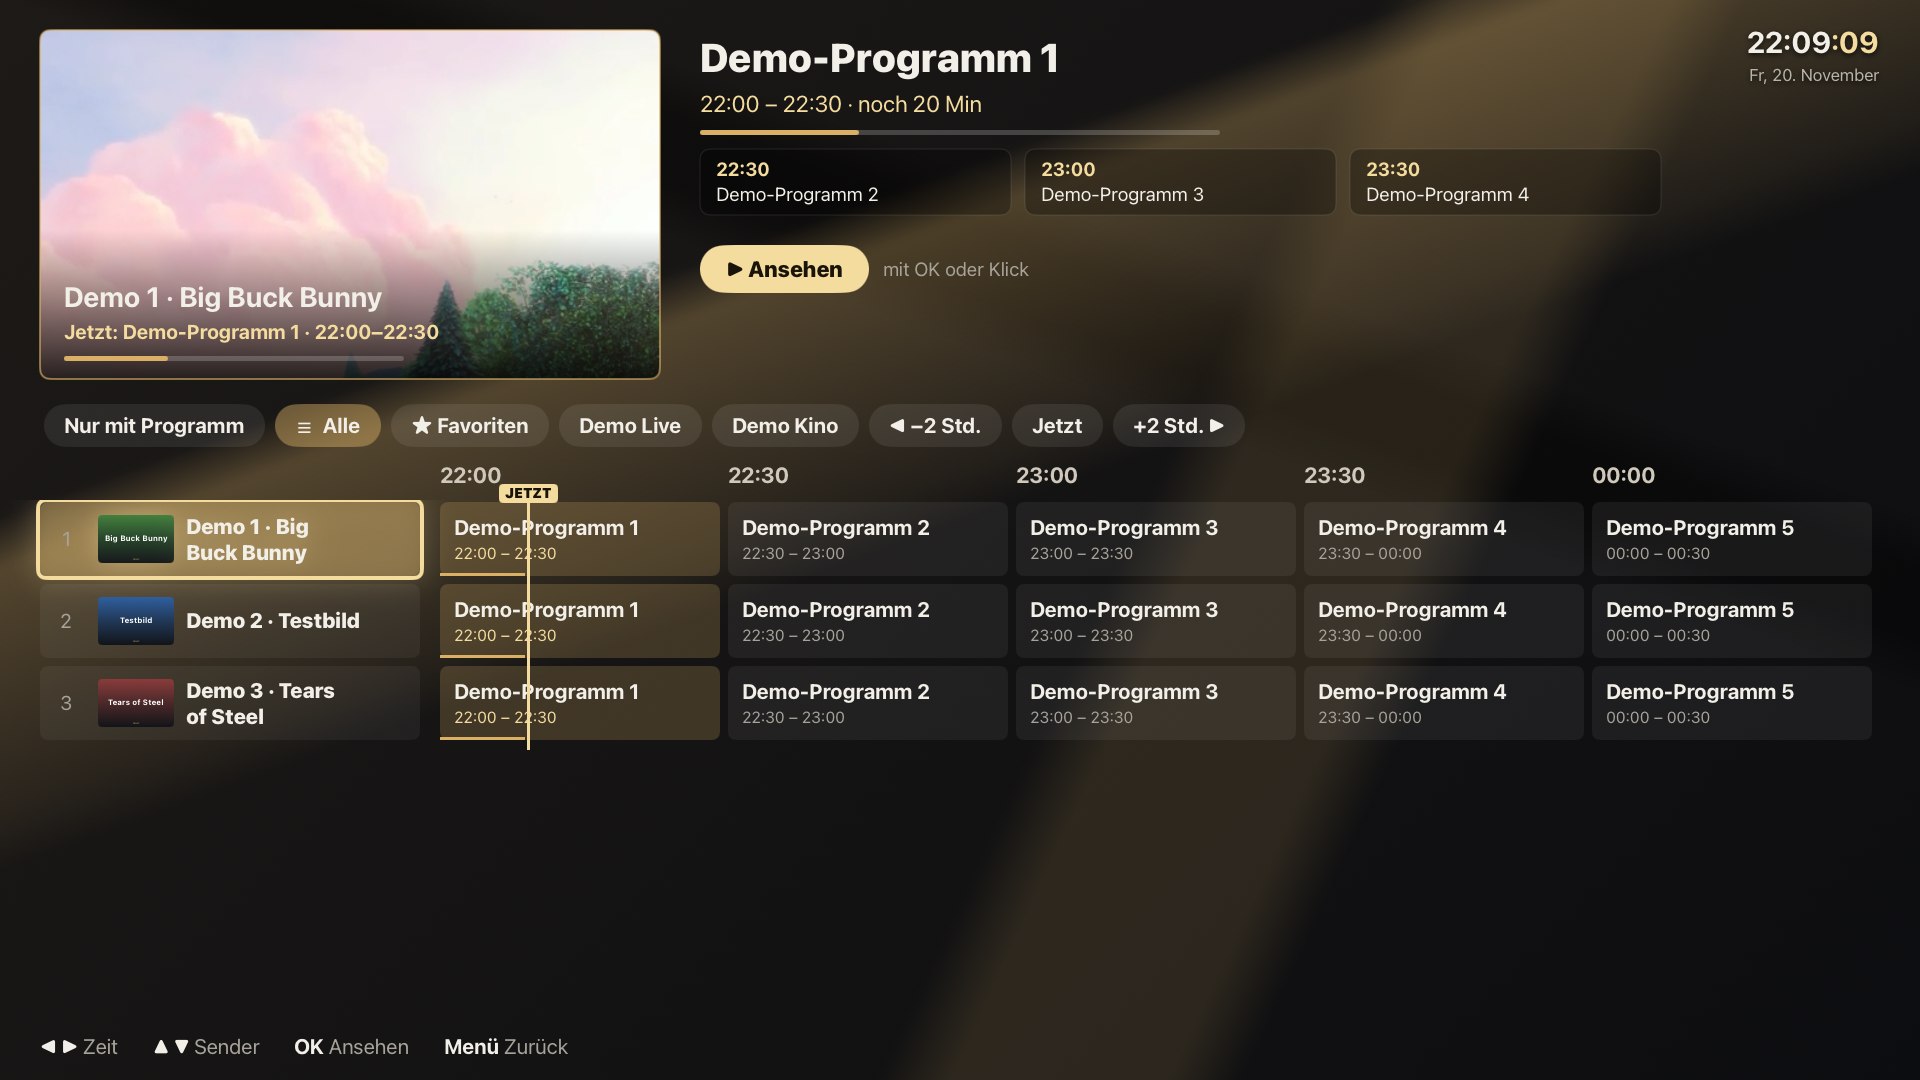 Demo-Programm 1
22:00 – 22:30 · noch 20 Min
22:09:09
Fr, 20. November
22:30
Demo-Programm 2
23:00
Demo-Programm 3
23:30
Demo-Programm 4
▶ Ansehen mit OK oder Klick
Demo 1 · Big Buck Bunny
Jetzt: Demo-Programm 1 · 22:00–22:30
Nur mit Programm ≡ Alle ★ Favoriten Demo Live Demo Kino ◀ −2 Std. Jetzt +2 Std. ▶
22:00 22:30 23:00 23:30 00:00
JETZT
1
Big Buck Bunny
Demo 1 · Big
Buck Bunny
Demo-Programm 1 Demo-Programm 2 Demo-Programm 3 Demo-Programm 4 Demo-Programm 5
22:00 – 22:30 22:30 – 23:00 23:00 – 23:30 23:30 – 00:00 00:00 – 00:30
2
Testbild
Demo 2 · Testbild
Demo-Programm 1 Demo-Programm 2 Demo-Programm 3 Demo-Programm 4 Demo-Programm 5
22:00 – 22:30 22:30 – 23:00 23:00 – 23:30 23:30 – 00:00 00:00 – 00:30
3
Tears of Steel
Demo 3 · Tears
of Steel
Demo-Programm 1 Demo-Programm 2 Demo-Programm 3 Demo-Programm 4 Demo-Programm 5
22:00 – 22:30 22:30 – 23:00 23:00 – 23:30 23:30 – 00:00 00:00 – 00:30
◀ ▶ Zeit ▲ ▼ Sender OK Ansehen Menü Zurück